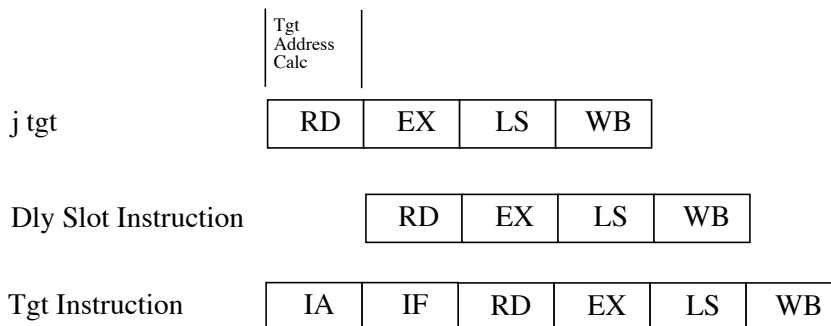 Tgt
Address
Calc
j tgt RD EX LS WB
Dly Slot Instruction RD EX LS WB
Tgt Instruction IA IF RD EX LS WB